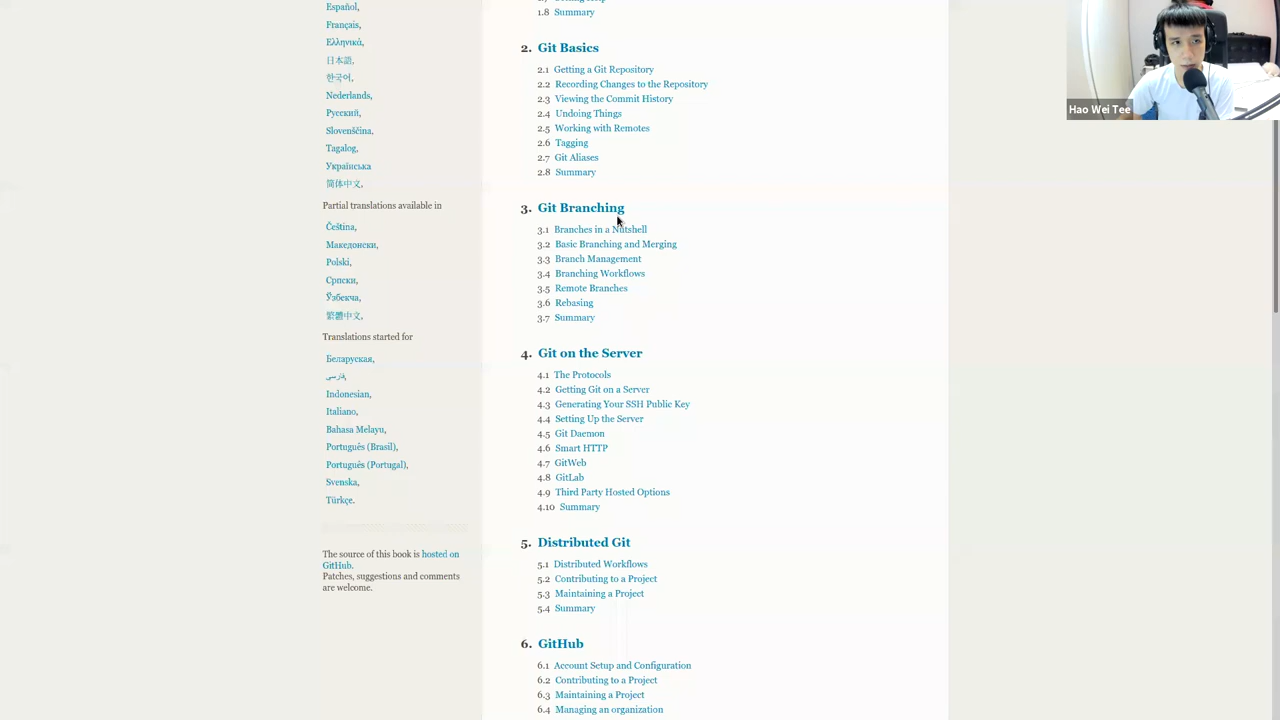 Español,
Français,
Ελληνικά,
日本語,
한국어,
Nederlands,
Русский,
Slovenščina,
Tagalog,
Українська
简体中文,
Partial translations available in
Čeština,
Македонски,
Polski,
Српски,
Ўзбекча,
繁體中文,
Translations started for
Беларуская,
فارسی,
Indonesian,
Italiano,
Bahasa Melayu,
Português (Brasil),
Português (Portugal),
Svenska,
Türkçe.
The source of this book is hosted on
GitHub.
Patches, suggestions and comments
are welcome.
1.8 Summary
2. Git Basics
2.1 Getting a Git Repository
2.2 Recording Changes to the Repository
2.3 Viewing the Commit History
2.4 Undoing Things
2.5 Working with Remotes
2.6 Tagging
2.7 Git Aliases
2.8 Summary
3. Git Branching
3.1 Branches in a Nutshell
3.2 Basic Branching and Merging
3.3 Branch Management
3.4 Branching Workflows
3.5 Remote Branches
3.6 Rebasing
3.7 Summary
4. Git on the Server
4.1 The Protocols
4.2 Getting Git on a Server
4.3 Generating Your SSH Public Key
4.4 Setting Up the Server
4.5 Git Daemon
4.6 Smart HTTP
4.7 GitWeb
4.8 GitLab
4.9 Third Party Hosted Options
4.10 Summary
5. Distributed Git
5.1 Distributed Workflows
5.2 Contributing to a Project
5.3 Maintaining a Project
5.4 Summary
6. GitHub
6.1 Account Setup and Configuration
6.2 Contributing to a Project
6.3 Maintaining a Project
6.4 Managing an organization
Hao Wei Tee